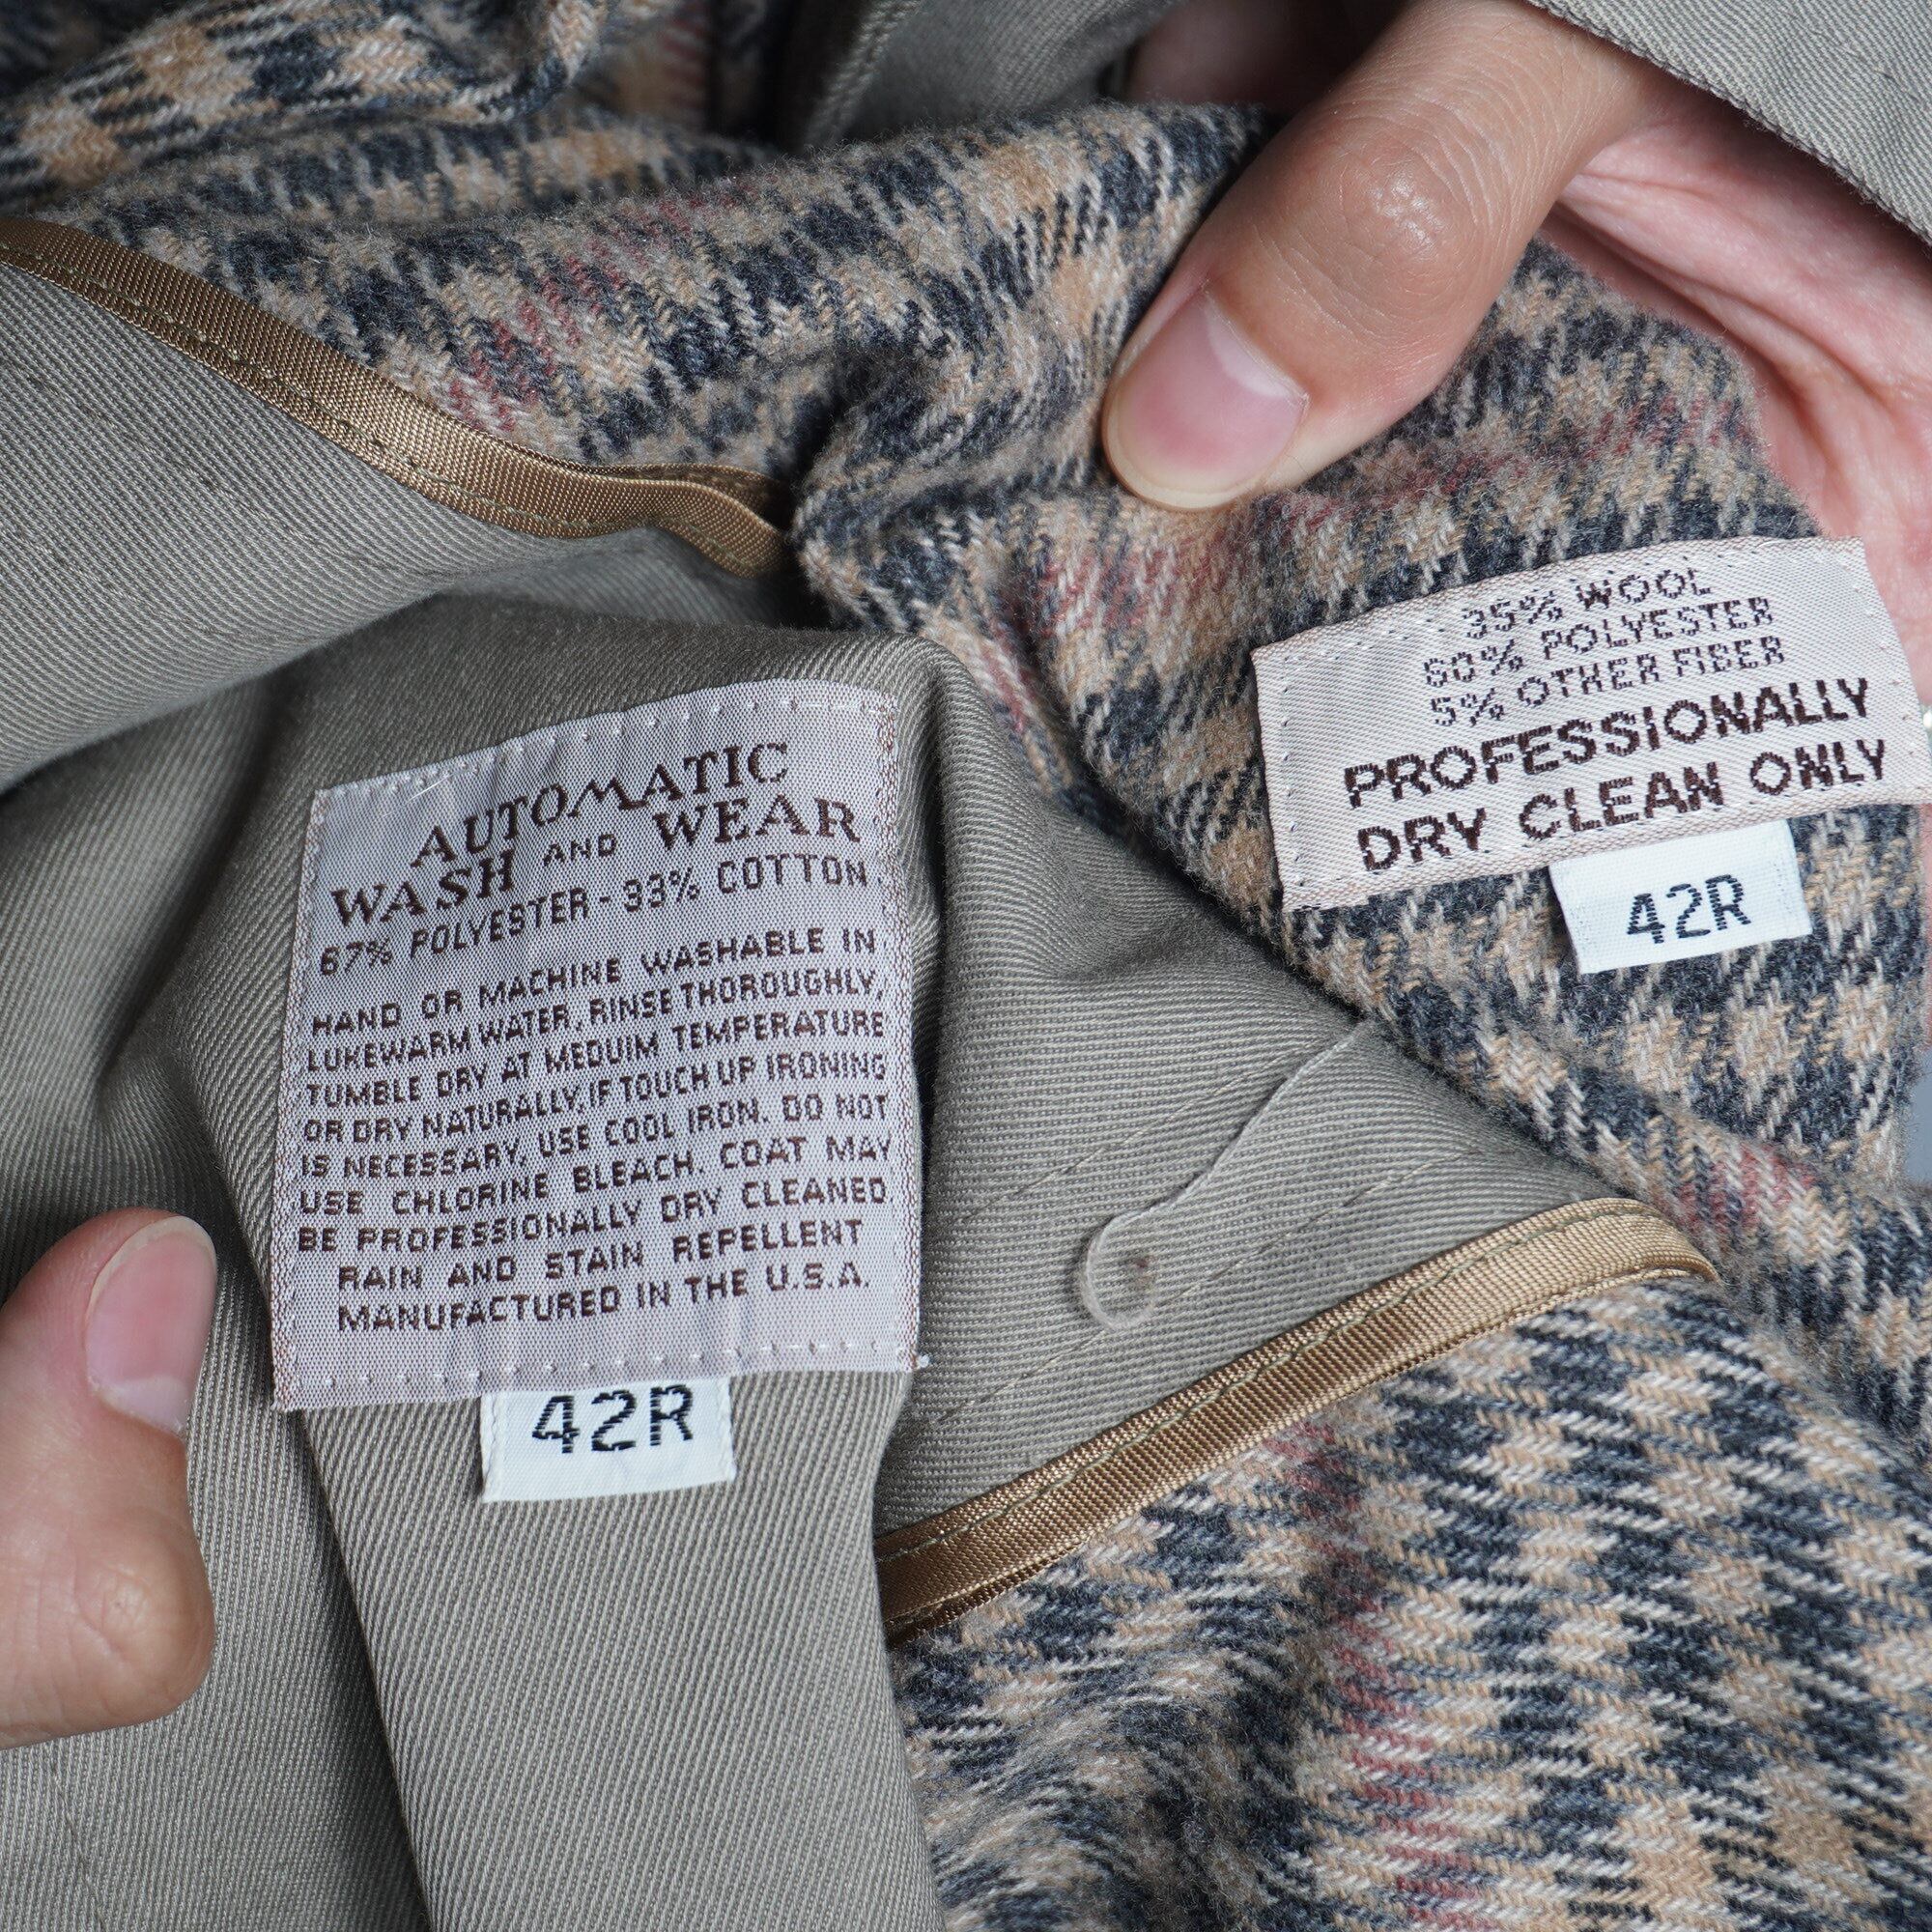 AUTOMATIC
WASH AND WEAR
67% POLYESTER - 33% COTTON
HAND OR MACHINE WASHABLE IN
LUKEWARM WATER, RINSE THOROUGHLY,
TUMBLE DRY AT MEDUIM TEMPERATURE
OR DRY NATURALLY, IF TOUCH UP IRONING
IS NECESSARY, USE COOL IRON. DO NOT
USE CHLORINE BLEACH. COAT MAY
BE PROFESSIONALLY DRY CLEANED.
RAIN AND STAIN REPELLENT
MANUFACTURED IN THE U.S.A.
42R
35% WOOL
60% POLYESTER
5% OTHER FIBER
PROFESSIONALLY
DRY CLEAN ONLY
42R